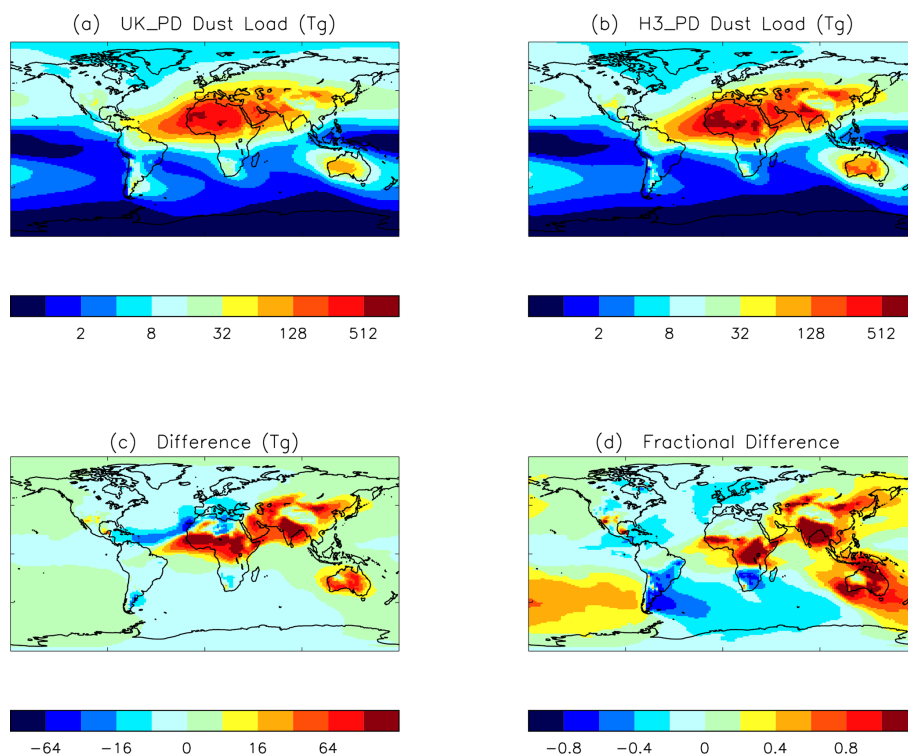 (a) UK_PD Dust Load (Tg)
(b) H3_PD Dust Load (Tg)
2 8 32 128 512
2 8 32 128 512
(c) Difference (Tg)
(d) Fractional Difference
−64 −16 0 16 64
−0.8 −0.4 0 0.4 0.8